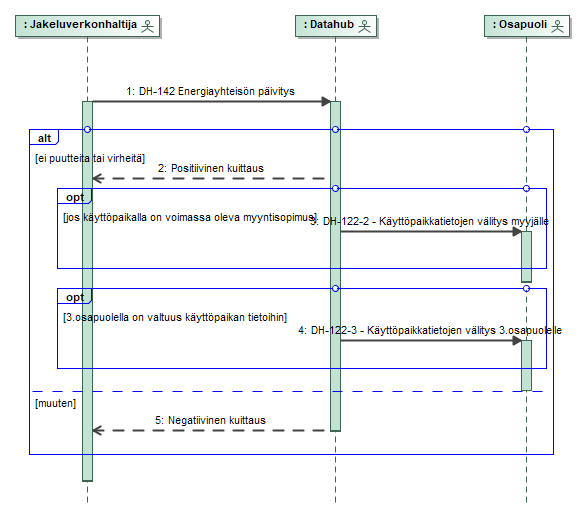 : Jakeluverkonhaltija
: Datahub
: Osapuoli
1: DH-142 Energiayhteisön päivitys
alt
[ei puutteita tai virheitä]
2: Positiivinen kuittaus
opt
[jos käyttöpaikalla on voimassa oleva myyntisopimus]
3: DH-122-2 - Käyttöpaikkatietojen välitys myyjälle
opt
[3.osapuolella on valtuus käyttöpaikan tietoihin]
4: DH-122-3 - Käyttöpaikkatietojen välitys 3.osapuolelle
[muuten]
5: Negatiivinen kuittaus